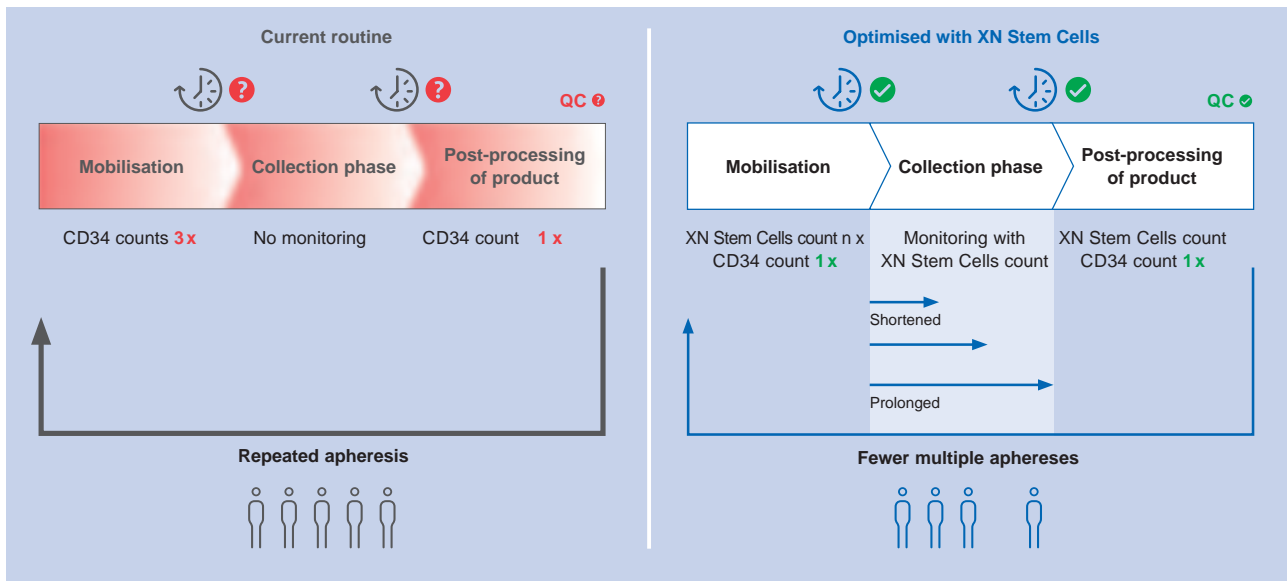 Current routine
QC ?
Mobilisation
Collection phase
Post-processing
of product
CD34 counts 3 x
No monitoring
CD34 count 1 x
Repeated apheresis
Optimised with XN Stem Cells
QC
Mobilisation
Collection phase
Post-processing
of product
XN Stem Cells count n x
CD34 count 1 x
Monitoring with
XN Stem Cells count
XN Stem Cells count
CD34 count 1 x
Shortened
Prolonged
Fewer multiple aphereses